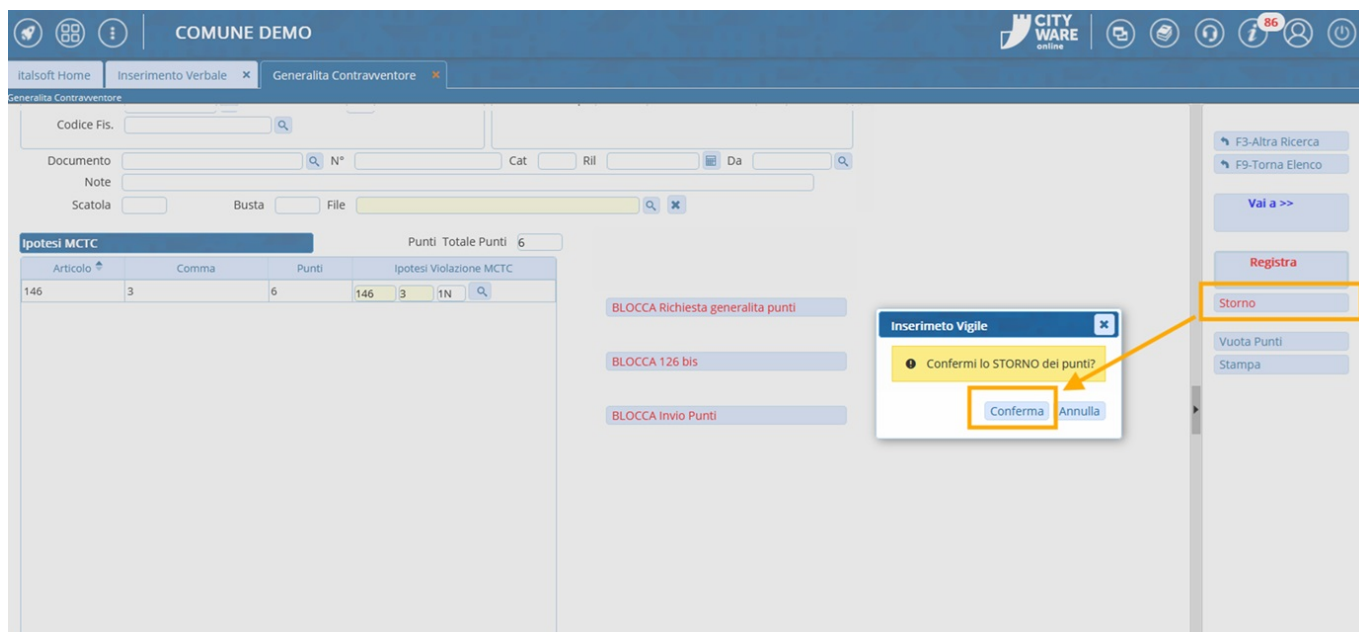 COMUNE DEMO
CITY
WARE
online
86
italsoft Home
Inserimento Verbale
Generalita Contravventore
Generalita Contravventore
Codice Fis.
Documento N° Cat Ril Da
Note
Scatola Busta File
Ipotesi MCTC
Punti Totale Punti 6
Articolo Comma Punti Ipotesi Violazione MCTC
146 3 6 146 3 1N
BLOCCA Richiesta generalita punti
BLOCCA 126 bis
BLOCCA Invio Punti
Inserimeto Vigile
Confermi lo STORNO dei punti?
Conferma Annulla
F3-Altra Ricerca
F9-Torna Elenco
Vai a >>
Registra
Storno
Vuota Punti
Stampa